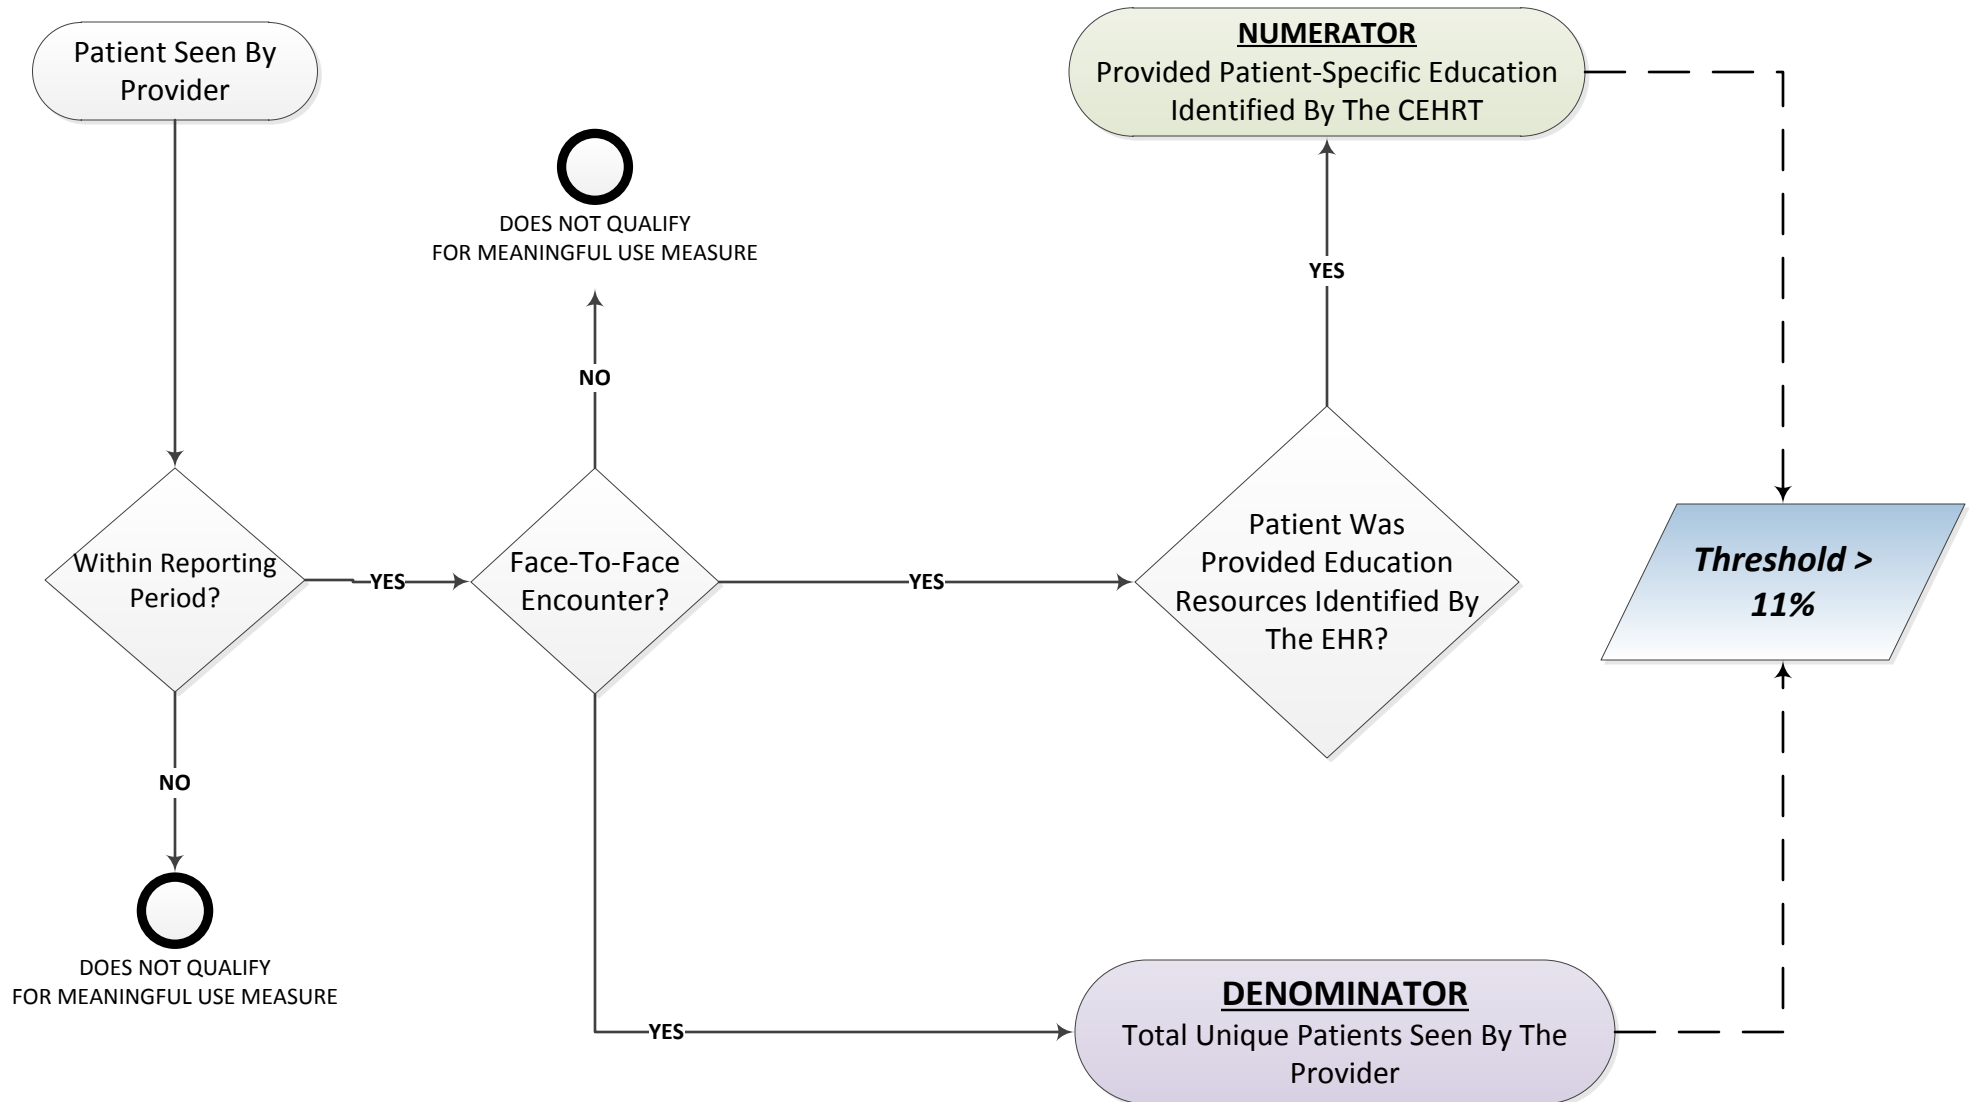 Patient Seen By
Provider
NUMERATOR
Provided Patient-Specific Education
Identified By The CEHRT
DOES NOT QUALIFY
FOR MEANINGFUL USE MEASURE
YES
NO
Within Reporting
Period?
YES
Face-To-Face
Encounter?
YES
Patient Was
Provided Education
Resources Identified By
The EHR?
Threshold >
11%
NO
DOES NOT QUALIFY
FOR MEANINGFUL USE MEASURE
YES
DENOMINATOR
Total Unique Patients Seen By The
Provider